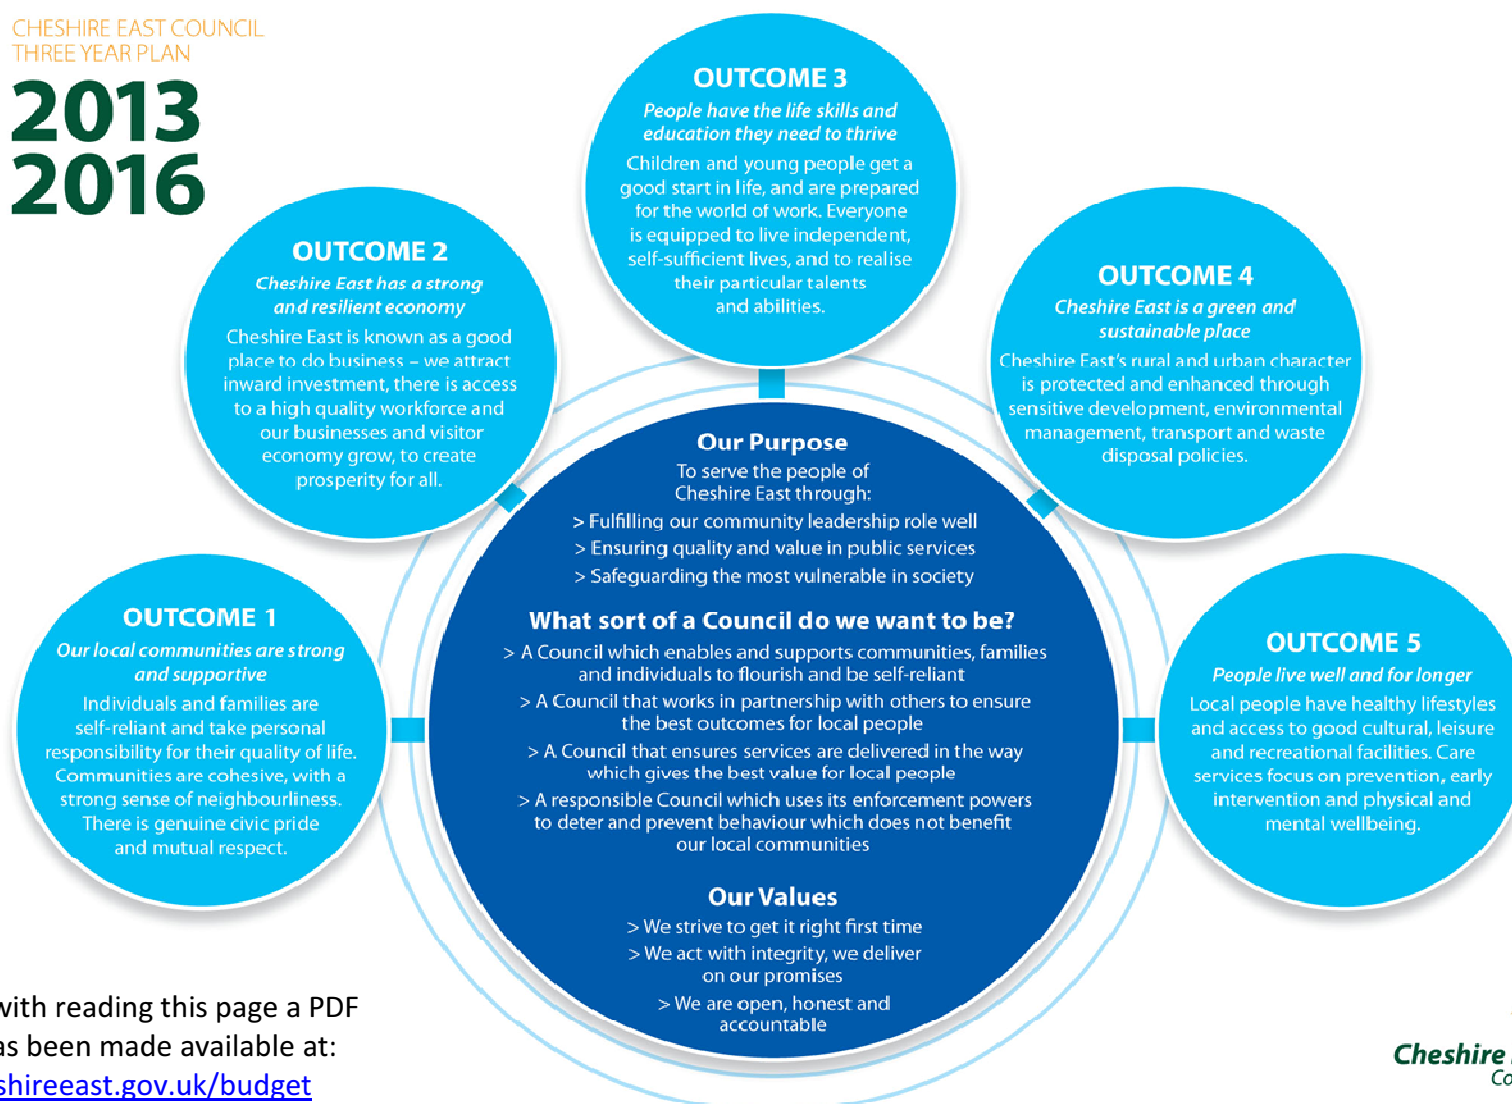 CHESHIRE EAST COUNCIL
THREE YEAR PLAN
2013
2016
OUTCOME 1
Our local communities are strong
and supportive
Individuals and families are
self-reliant and take personal
responsibility for their quality of life.
Communities are cohesive, with a
strong sense of neighbourliness.
There is genuine civic pride
and mutual respect.
OUTCOME 2
Cheshire East has a strong
and resilient economy
Cheshire East is known as a good
place to do business – we attract
inward investment, there is access
to a high quality workforce and
our businesses and visitor
economy grow, to create
prosperity for all.
OUTCOME 3
People have the life skills and
education they need to thrive
Children and young people get a
good start in life, and are prepared
for the world of work. Everyone
is equipped to live independent,
self-sufficient lives, and to realise
their particular talents
and abilities.
OUTCOME 4
Cheshire East is a green and
sustainable place
Cheshire East's rural and urban character
is protected and enhanced through
sensitive development, environmental
management, transport and waste
disposal policies.
OUTCOME 5
People live well and for longer
Local people have healthy lifestyles
and access to good cultural, leisure
and recreational facilities. Care
services focus on prevention, early
intervention and physical and
mental wellbeing.
Our Purpose
To serve the people of
Cheshire East through:
> Fulfilling our community leadership role well
> Ensuring quality and value in public services
> Safeguarding the most vulnerable in society
What sort of a Council do we want to be?
> A Council which enables and supports communities, families
and individuals to flourish and be self-reliant
> A Council that works in partnership with others to ensure
the best outcomes for local people
> A Council that ensures services are delivered in the way
which gives the best value for local people
> A responsible Council which uses its enforcement powers
to deter and prevent behaviour which does not benefit
our local communities
Our Values
> We strive to get it right first time
> We act with integrity, we deliver
on our promises
> We are open, honest and
accountable
with reading this page a PDF
as been made available at:
shireeast.gov.uk/budget
Cheshire
Co